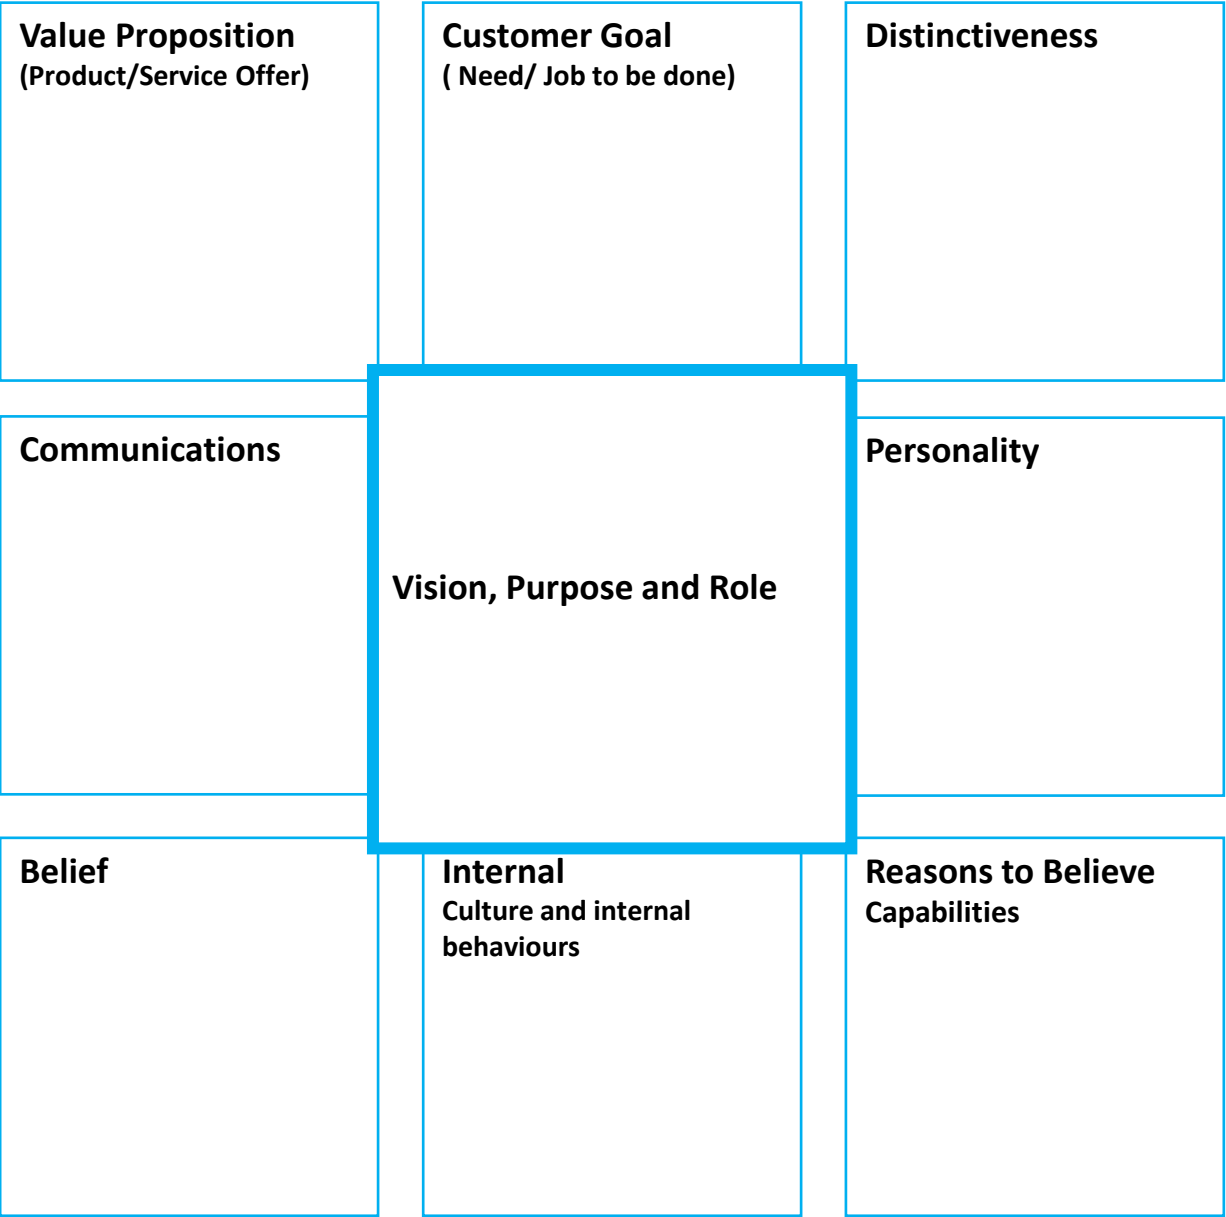 Value Proposition
(Product/Service Offer)
Customer Goal
( Need/ Job to be done)
Distinctiveness
Communications
Vision, Purpose and Role
Personality
Belief
Internal
Culture and internal
behaviours
Reasons to Believe
Capabilities